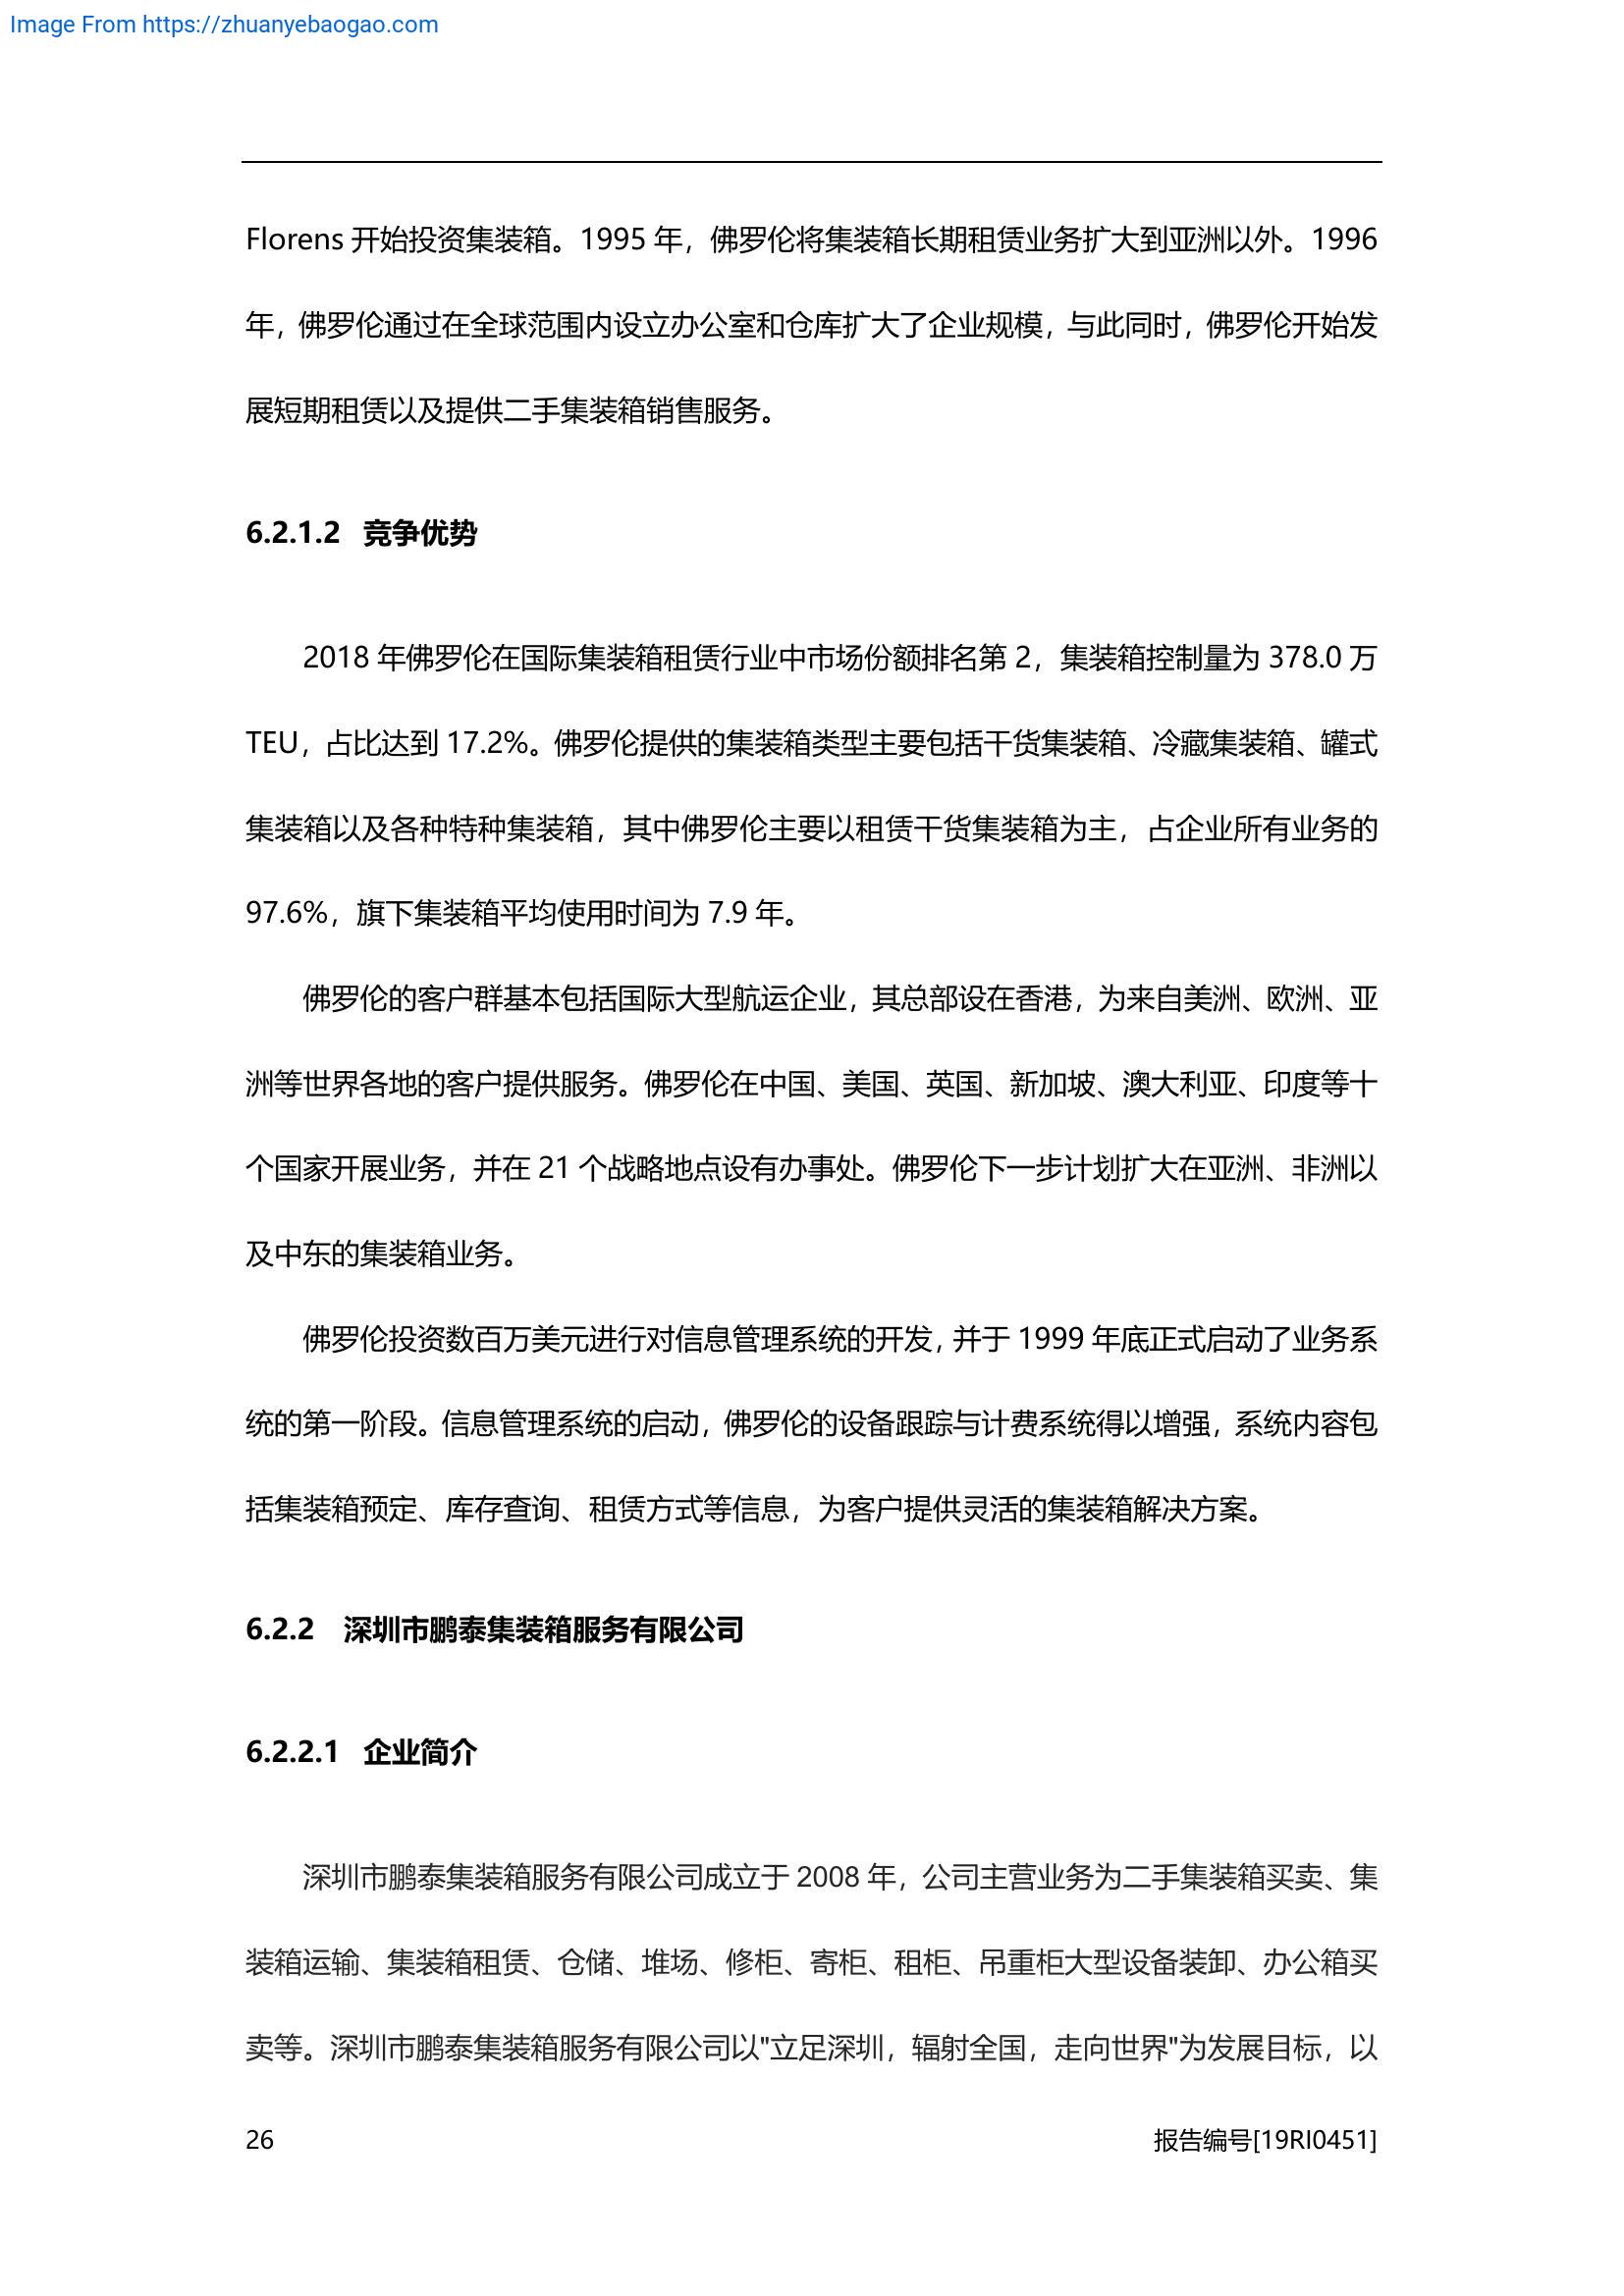 Image From https://zhuanyebaogao.com
Florens 开始投资集装箱。1995 年，佛罗伦将集装箱长期租赁业务扩大到亚洲以外。1996
年，佛罗伦通过在全球范围内设立办公室和仓库扩大了企业规模，与此同时，佛罗伦开始发
展短期租赁以及提供二手集装箱销售服务。
6.2.1.2 竞争优势
2018 年佛罗伦在国际集装箱租赁行业中市场份额排名第 2，集装箱控制量为 378.0 万
TEU，占比达到 17.2%。佛罗伦提供的集装箱类型主要包括干货集装箱、冷藏集装箱、罐式
集装箱以及各种特种集装箱，其中佛罗伦主要以租赁干货集装箱为主，占企业所有业务的
97.6%，旗下集装箱平均使用时间为 7.9 年。
佛罗伦的客户群基本包括国际大型航运企业，其总部设在香港，为来自美洲、欧洲、亚
洲等世界各地的客户提供服务。佛罗伦在中国、美国、英国、新加坡、澳大利亚、印度等十
个国家开展业务，并在 21 个战略地点设有办事处。佛罗伦下一步计划扩大在亚洲、非洲以
及中东的集装箱业务。
佛罗伦投资数百万美元进行对信息管理系统的开发，并于 1999 年底正式启动了业务系
统的第一阶段。信息管理系统的启动，佛罗伦的设备跟踪与计费系统得以增强，系统内容包
括集装箱预定、库存查询、租赁方式等信息，为客户提供灵活的集装箱解决方案。
6.2.2 深圳市鹏泰集装箱服务有限公司
6.2.2.1 企业简介
深圳市鹏泰集装箱服务有限公司成立于 2008 年，公司主营业务为二手集装箱买卖、集
装箱运输、集装箱租赁、仓储、堆场、修柜、寄柜、租柜、吊重柜大型设备装卸、办公箱买
卖等。深圳市鹏泰集装箱服务有限公司以"立足深圳，辐射全国，走向世界"为发展目标，以
26 报告编号[19RI0451]